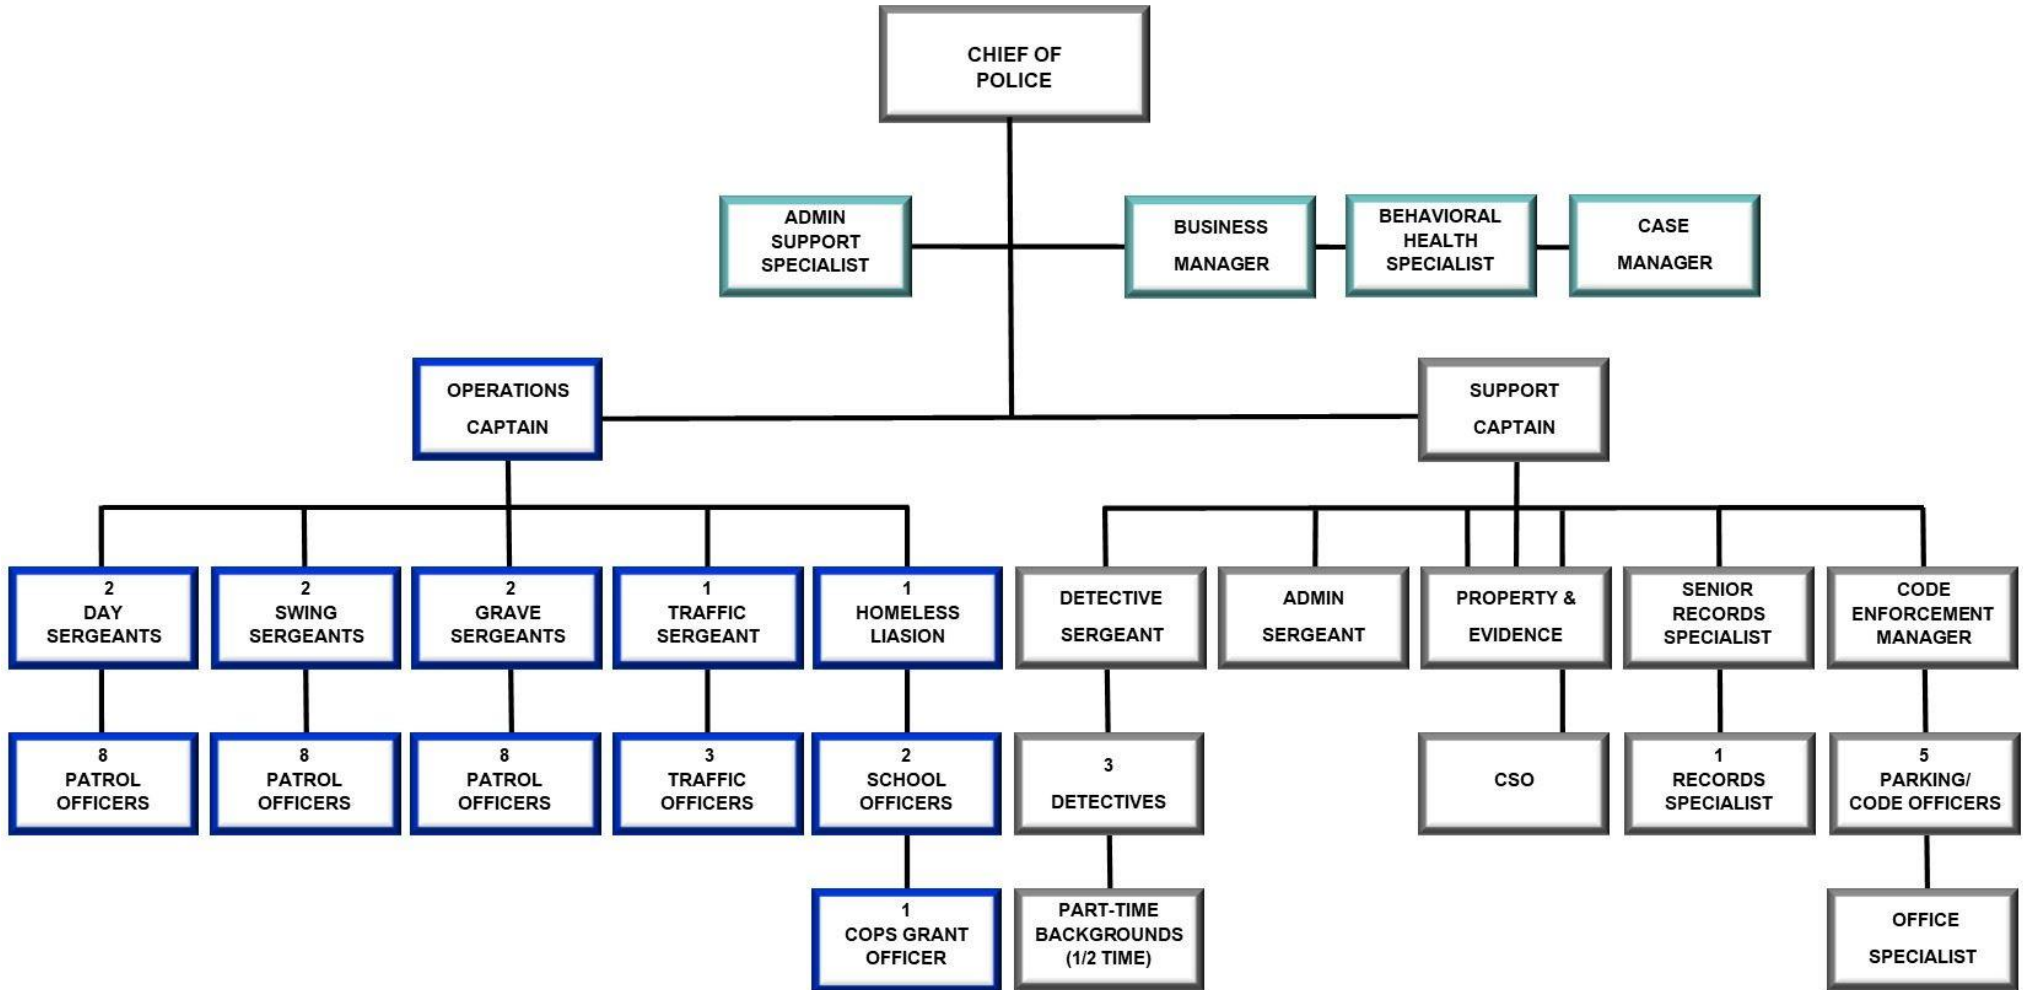 CHIEF OF
POLICE
ADMIN
SUPPORT
SPECIALIST
BUSINESS
MANAGER
BEHAVIORAL
HEALTH
SPECIALIST
CASE
MANAGER
OPERATIONS
CAPTAIN
SUPPORT
CAPTAIN
2
DAY
SERGEANTS
2
SWING
SERGEANTS
2
GRAVE
SERGEANTS
1
TRAFFIC
SERGEANT
1
HOMELESS
LIASION
DETECTIVE
SERGEANT
ADMIN
SERGEANT
PROPERTY &
EVIDENCE
SENIOR
RECORDS
SPECIALIST
CODE
ENFORCEMENT
MANAGER
8
PATROL
OFFICERS
8
PATROL
OFFICERS
8
PATROL
OFFICERS
3
TRAFFIC
OFFICERS
2
SCHOOL
OFFICERS
3
DETECTIVES
CSO
1
RECORDS
SPECIALIST
5
PARKING/
CODE OFFICERS
1
COPS GRANT
OFFICER
PART-TIME
BACKGROUNDS
(1/2 TIME)
OFFICE
SPECIALIST